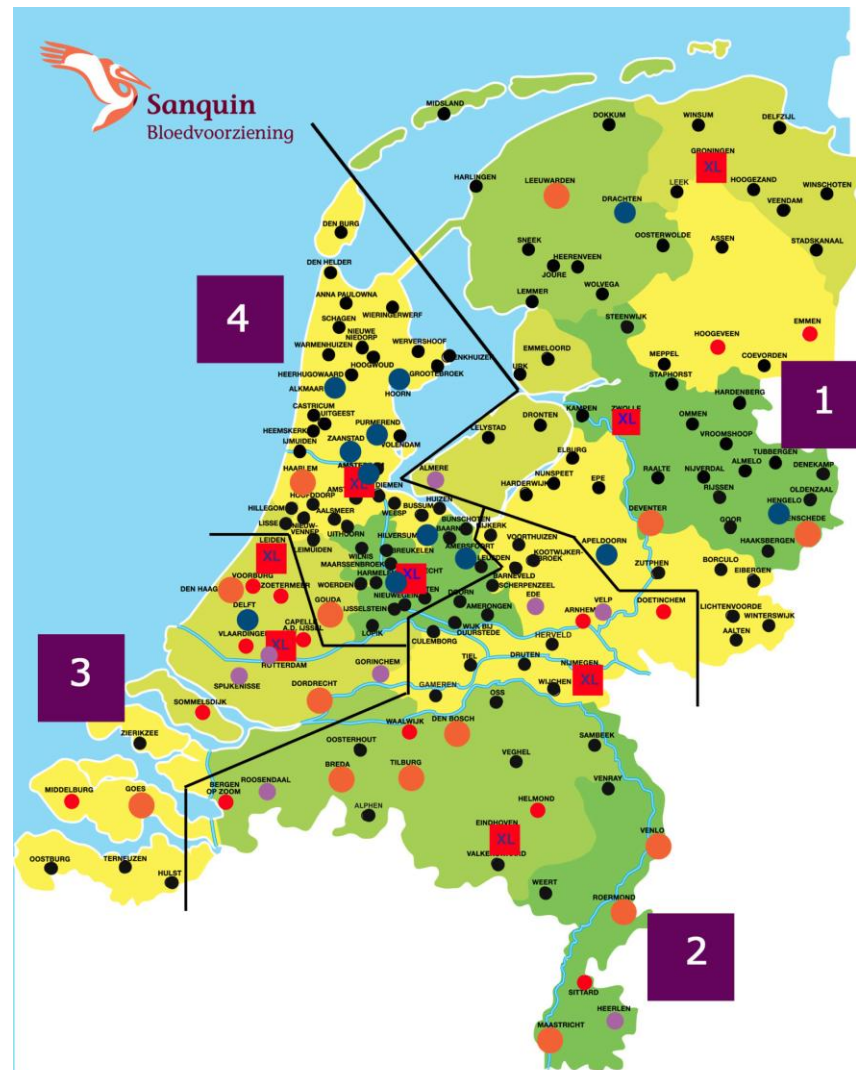 Sanquin
Bloedvoorziening
MIDSLAND
DOKKUM
WINSUM
DELFZIJL
GRONINGEN
XL
HARLINGEN
LEEUWARDEN
LEEK
HOOGEZAND
WINSCHOTEN
DRACHTEN
VEENDAM
DEN BURG
SNEEK
HEERENVEEN
OOSTERWOLDE
ASSEN
STADSKANAAL
DEN HELDER
JOURE
WOLVEGA
ANNA PAULOWNA
LEMMER
4
SCHAGEN
WIERINGERWERF
STEENWIJK
EMMEN
NIEUWE
NIEDORP
HOOGEVEEN
WARMENHUIZEN
WERVERSHOOF
EMMELOORD
MEPPEL
COEVORDEN
HOOGWOUD
ENKHUIZEN
STAPHORST
HEERHUGOWAARD
GROOTEBROEK
URK
ALKMAAR
HOORN
HARDENBERG
1
CASTRICUM
UITGEEST
PURMEREND
DRONTEN
KAMPEN
ZWOLLE
XL
OMMEN
HEEMSKERK
ZAANSTAD
VOLENDAM
LELYSTAD
VROOMSHOOP
IJMUIDEN
TUBBERGEN
ELBURG
ALMELO
DENEKAMP
HAARLEM
XL
ALMERE
NUNSPEET
EPE
RAALTE
NIJVERDAL
DIEMEN
HARDERWIJK
RIJSSEN
OLDENZAAL
HOOFDDORP
WEESP
HUIZEN
HENGELO
HILLEGOM
AALSMEER
BUSSUM
BUNSCHOTEN
DEVENTER
ENSCHEDE
LISSE
NIEUW-
VENNEP
UITHOORN
HILVERSUM
BAARN
NIJKERK
GOOR
LEIDEN
LEIMUIDEN
WILNIS
BREUKELEN
AMERSFOORT
VOORTHUIZEN
APELDOORN
HAAKSBERGEN
XL
MAARSSENBROEK
LEUSDEN
KOOTWIJKER-
BROEK
ZUTPHEN
BORCULO
VOORBURG
HARMELEN
XL
BARNEVELD
EIBERGEN
DEN HAAG
ZOETERMEER
WOERDEN
SCHERPENZEEL
NIEUWEGEIN
DOORN
EDE
VELP
DELFT
GOUDA
IJSSELSTEIN
AMERONGEN
ARNHEM
DOETINCHEM
LICHTENVOORDE
WINTERSWIJK
CAPELLE
A.D. IJSSEL
VLAARDINGEN
LOPIK
WIJK BIJ
DUURSTEDE
AALTEN
XL
CULEMBORG
HERVELD
ROTTERDAM
TIEL
DRUTEN
3
SPIJKENISSE
GORINCHEM
NIJMEGEN
XL
DORDRECHT
GAMEREN
WIJCHEN
SOMMELSDIJK
OSS
ZIERIKZEE
WAALWIJK
DEN BOSCH
SAMBEEK
OOSTERHOUT
VEGHEL
MIDDELBURG
GOES
BERGEN
OP ZOOM
ROOSENDAAL
BREDA
TILBURG
VENRAY
ALPHEN
HELMOND
EINDHOVEN
XL
VENLO
OOSTBURG
TERNEUZEN
HULST
WEERT
ROERMOND
2
SITTARD
HEERLEN
MAASTRICHT